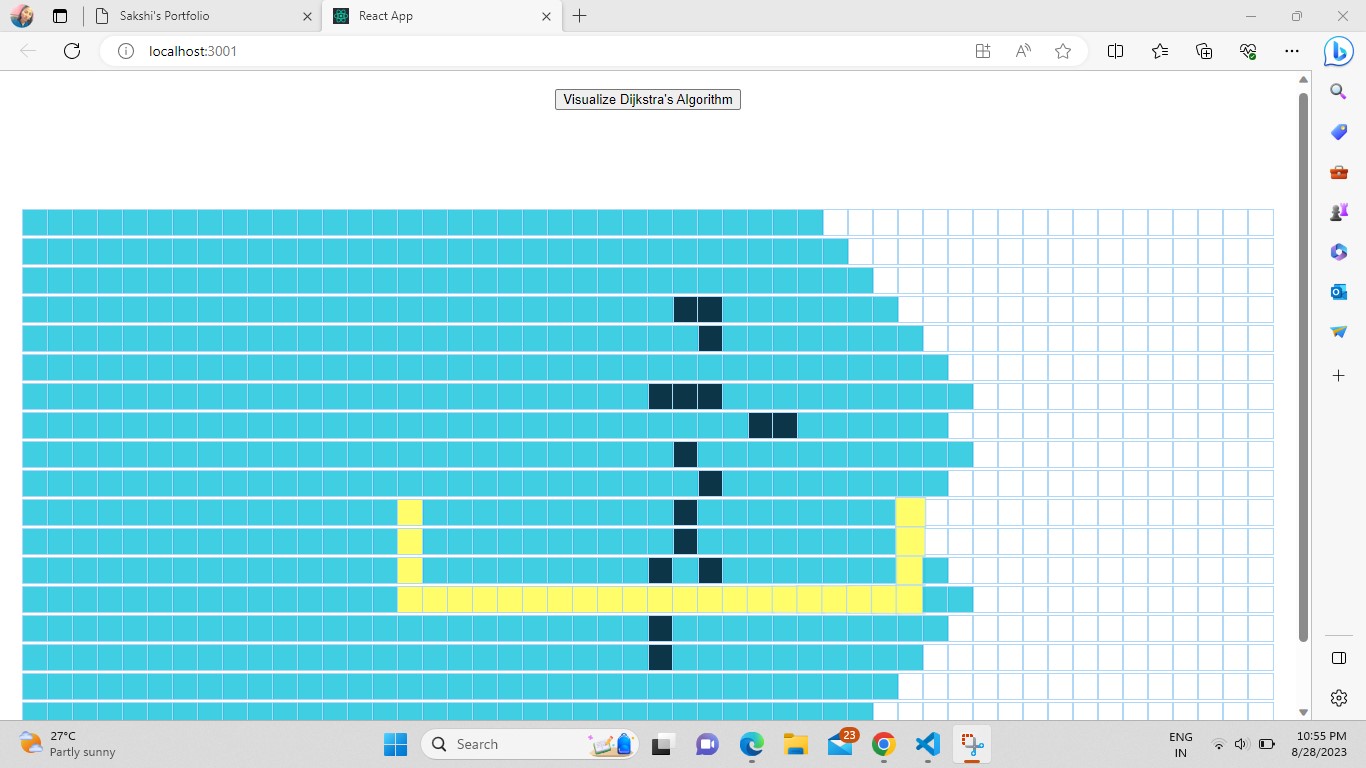 Sakshi's Portfolio
React App
localhost:3001
Visualize Dijkstra's Algorithm
27°C
Partly sunny
Search
23
ENG
IN
10:55 PM
8/28/2023